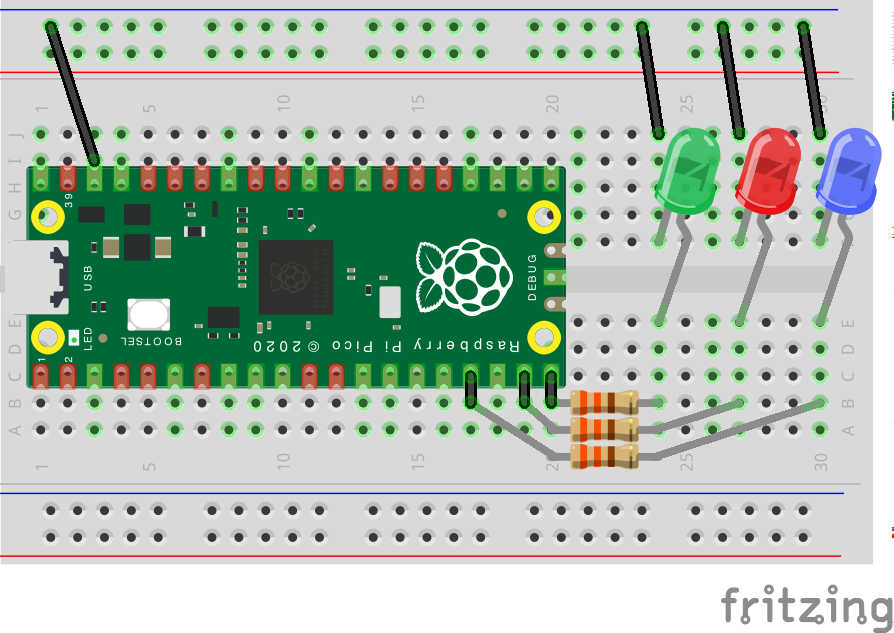 1 5 10 15 20 25 30
J
I
H
G
F
39
USB
DEBUG
LED
BOOTSEL
Raspberry Pi Pico © 2020
1
2
E E
D D
C C
B B
A A
1 5 10 15 20 25 30
fritzing